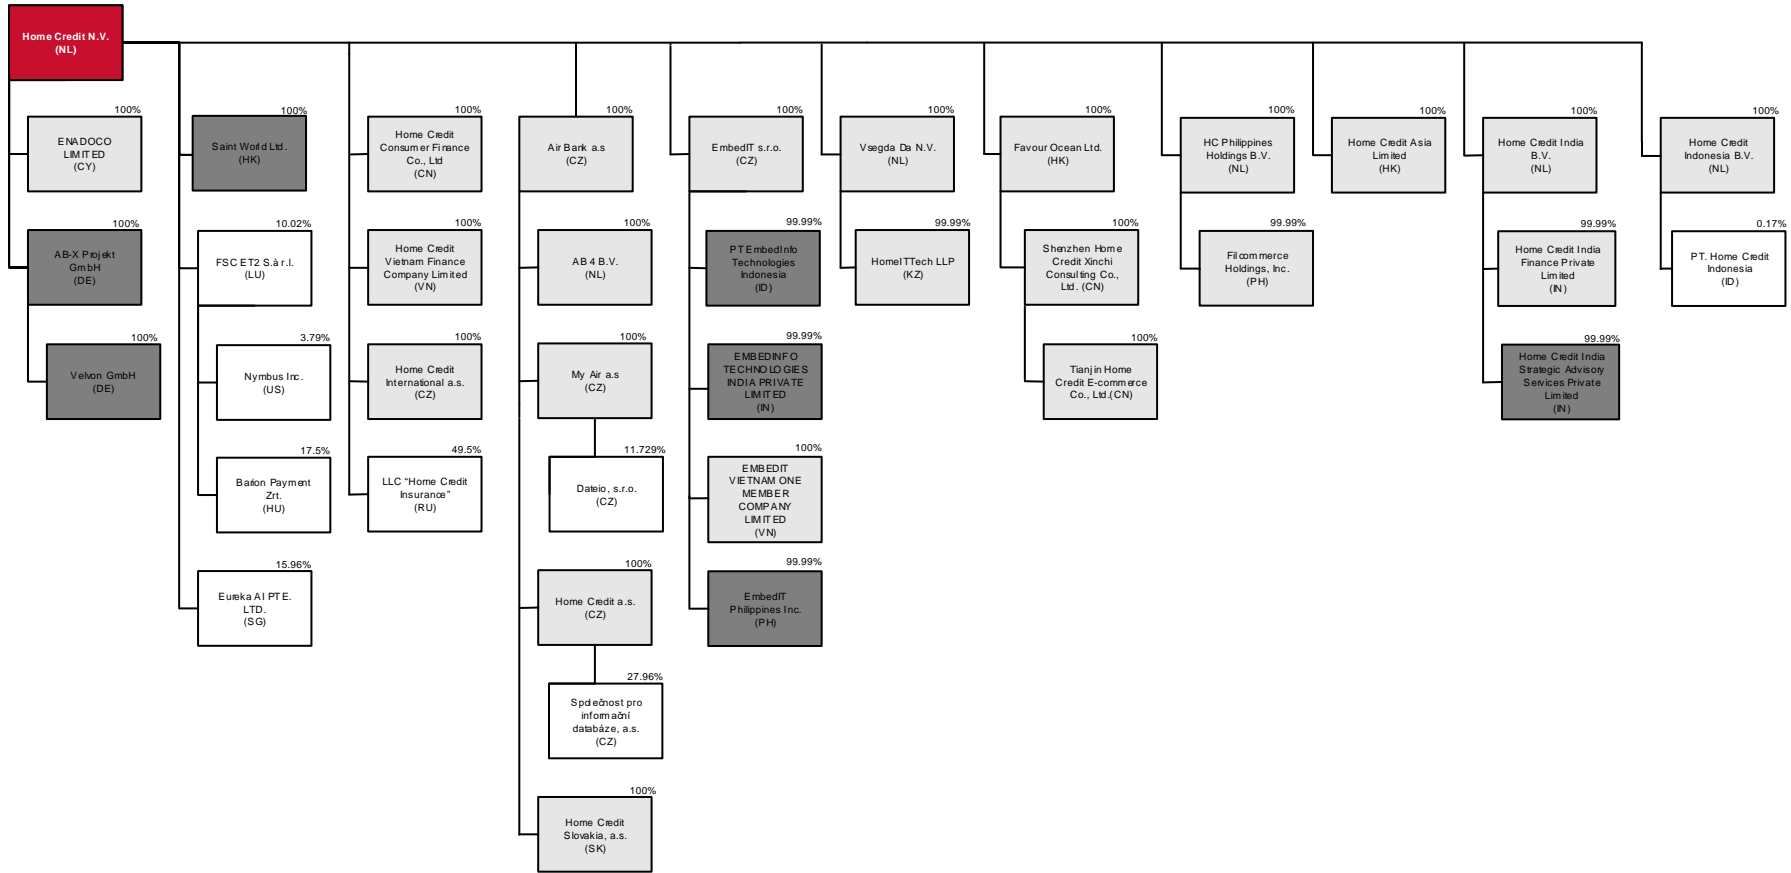 Home Credit N.V.
(NL)
100%
ENADOCO
LIMITED
(CY)
100%
AB-X Projekt
GmbH
(DE)
100%
Velvon GmbH
(DE)
100%
Saint World Ltd.
(HK)
10.02%
FSC ET2 S.à r.l.
(LU)
3.79%
Nymbus Inc.
(US)
17.5%
Barion Payment
Zrt.
(HU)
15.96%
Eureka AI PTE.
LTD.
(SG)
100%
Home Credit
Consumer Finance
Co., Ltd
(CN)
100%
Home Credit
Vietnam Finance
Company Limited
(VN)
100%
Home Credit
International a.s.
(CZ)
49.5%
LLC “Home Credit
Insurance”
(RU)
100%
Air Bank a.s
(CZ)
100%
AB 4 B.V.
(NL)
100%
My Air a.s
(CZ)
11.729%
Dateio, s.r.o.
(CZ)
100%
Home Credit a.s.
(CZ)
27.96%
Společnost pro
informační
databáze, a.s.
(CZ)
100%
Home Credit
Slovakia, a.s.
(SK)
100%
EmbedIT s.r.o.
(CZ)
99.99%
PT EmbedInfo
Technologies
Indonesia
(ID)
99.99%
EMBEDINFO
TECHNOLOGIES
INDIA PRIVATE
LIMITED
(IN)
100%
EMBEDIT
VIETNAM ONE
MEMBER
COMPANY
LIMITED
(VN)
99.99%
EmbedIT
Philippines Inc.
(PH)
100%
Vsegda Da N.V.
(NL)
99.99%
HomeITTech LLP
(KZ)
100%
Favour Ocean Ltd.
(HK)
100%
Shenzhen Home
Credit Xinchi
Consulting Co.,
Ltd. (CN)
100%
Tianjin Home
Credit E-commerce
Co., Ltd.(CN)
100%
HC Philippines
Holdings B.V.
(NL)
99.99%
Filcommerce
Holdings, Inc.
(PH)
100%
Home Credit Asia
Limited
(HK)
100%
Home Credit India
B.V.
(NL)
99.99%
Home Credit India
Finance Private
Limited
(IN)
99.99%
Home Credit India
Strategic Advisory
Services Private
Limited
(IN)
100%
Home Credit
Indonesia B.V.
(NL)
0.17%
PT. Home Credit
Indonesia
(ID)